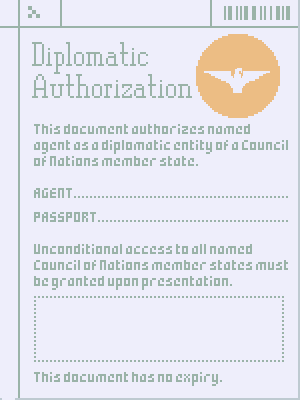 Diplomatic
Authorization
This document authorizes named
agent as a diplomatic entity of a Council
of Nations member state.
AGENT
PASSPORT
Unconditional access to all named
Council of Nations member states must
be granted upon presentation.
This document has no expiry.